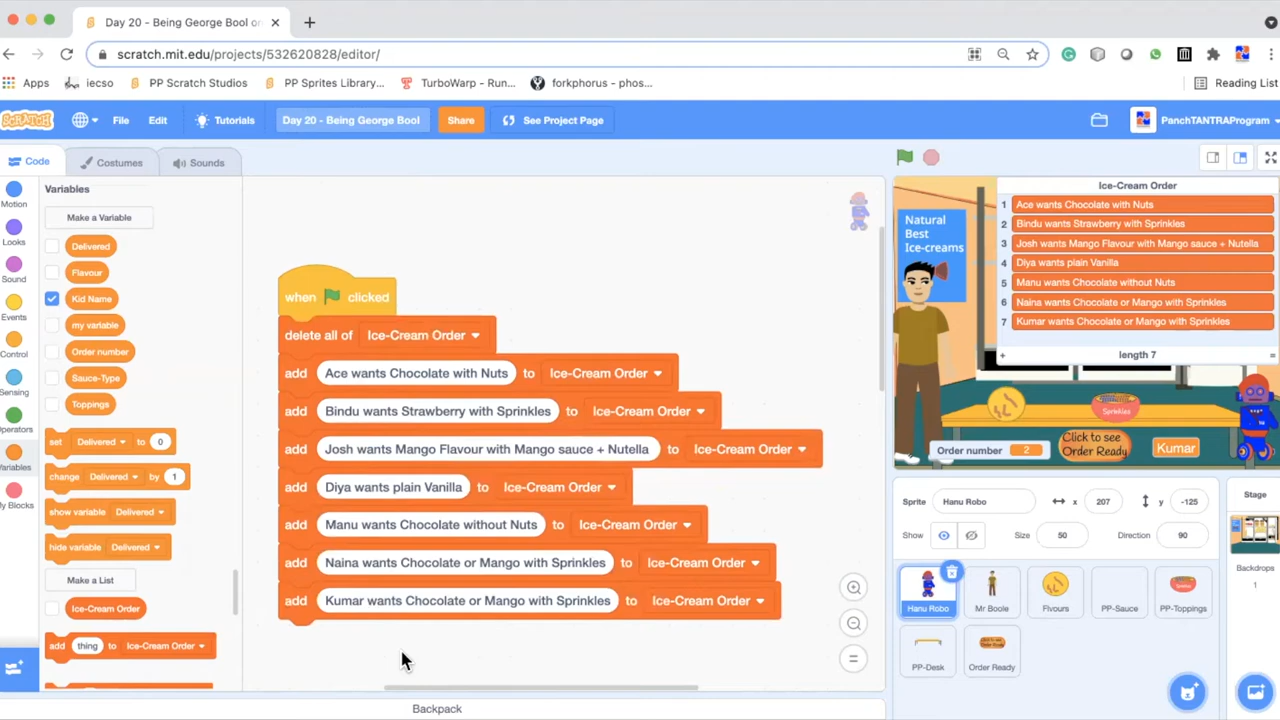 Day 20 - Being George Bool or
scratch.mit.edu/projects/532620828/editor/
Apps
iecso
PP Scratch Studios
PP Sprites Library...
TurboWarp - Run...
forkphorus - phos...
Reading List
SCRATCH
File
Edit
Tutorials
Day 20 - Being George Bool
Share
See Project Page
PanchTANTRAProgram
Code
Costumes
Sounds
Motion
Looks
Sound
Events
Control
Sensing
Operators
Variables
My Blocks
Variables
Make a Variable
Delivered
Flavour
Kid Name
my variable
Order number
Sauce-Type
Toppings
set Delivered to 0
change Delivered by 1
show variable Delivered
hide variable Delivered
Make a List
Ice-Cream Order
add thing to Ice-Cream Order
when clicked
delete all of Ice-Cream Order
add Ace wants Chocolate with Nuts to Ice-Cream Order
add Bindu wants Strawberry with Sprinkles to Ice-Cream Order
add Josh wants Mango Flavour with Mango sauce + Nutella to Ice-Cream Order
add Diya wants plain Vanilla to Ice-Cream Order
add Manu wants Chocolate without Nuts to Ice-Cream Order
add Naina wants Chocolate or Mango with Sprinkles to Ice-Cream Order
add Kumar wants Chocolate or Mango with Sprinkles to Ice-Cream Order
Backpack
Natural
Best
Ice-creams
Ice-Cream Order
1 Ace wants Chocolate with Nuts
2 Bindu wants Strawberry with Sprinkles
3 Josh wants Mango Flavour with Mango sauce + Nutella
4 Diya wants plain Vanilla
5 Manu wants Chocolate without Nuts
6 Naina wants Chocolate or Mango with Sprinkles
7 Kumar wants Chocolate or Mango with Sprinkles
+ length 7 =
Sprinkles
Order number 2
Click to see
Order Ready
Kumar
Sprite Hanu Robo x 207 y -125
Show Size 50 Direction 90
Hanu Robo
Mr Boole
Flvours
PP-Sauce
PP-Toppings
PP-Desk
Order Ready
Stage
Backdrops
1